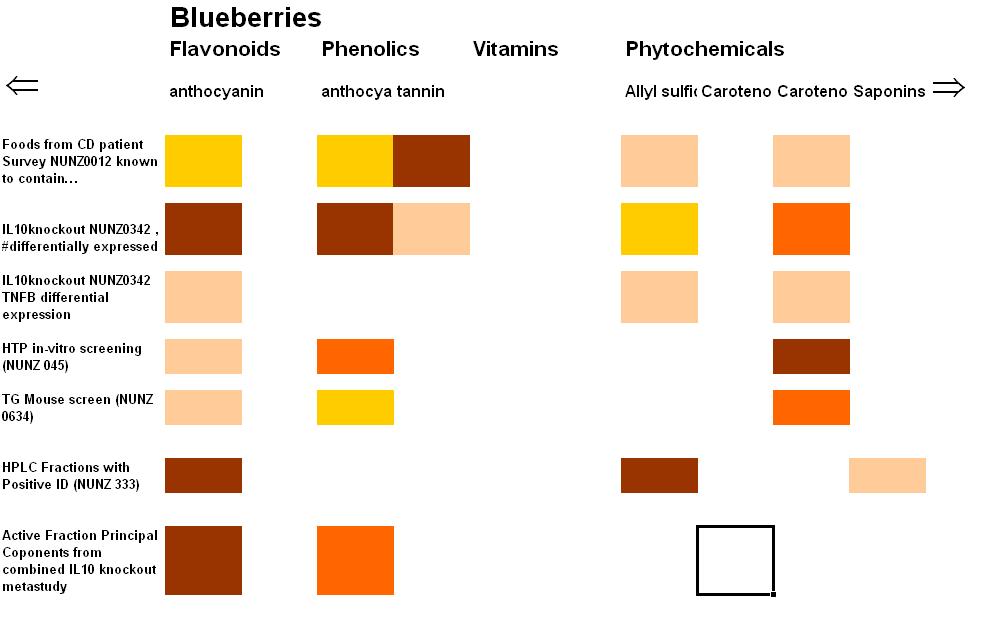 Blueberries
Flavonoids Phenolics Vitamins Phytochemicals
anthocyanin anthocya tannin Allyl sulfi Caroteno Caroteno Saponins
Foods from CD patient
Survey NUNZ0012 known
to contain…
IL10knockout NUNZ0342 ,
#differentially expressed
IL10knockout NUNZ0342
TNFB differential
expression
HTP in-vitro screening
(NUNZ 045)
TG Mouse screen (NUNZ
0634)
HPLC Fractions with
Positive ID (NUNZ 333)
Active Fraction Principal
Coponents from
combined IL10 knockout
metastudy